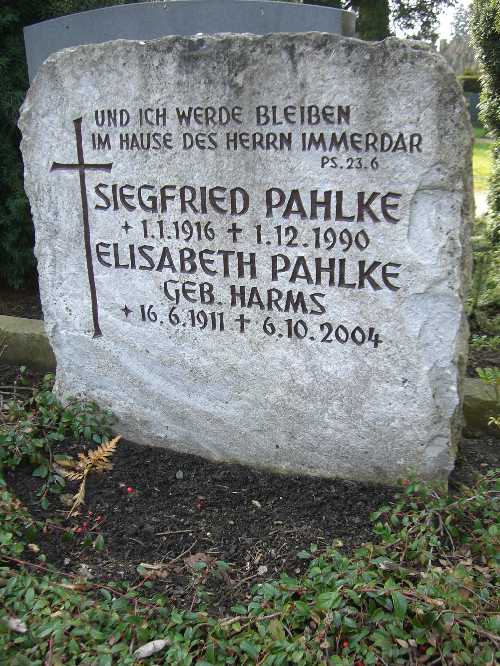 UND ICH WERDE BLEIBEN
IM HAUSE DES HERRN IMMERDAR
PS.23.6
SIEGFRIED PAHLKE
+ 1.1.1916 ✝ 1.12.1990
ELISABETH PAHLKE
GEB. HARMS
+ 16.6.1911 ✝ 6.10.2004